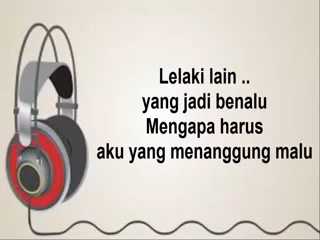 Lelaki lain ..
yang jadi benalu
Mengapa harus
aku yang menanggung malu